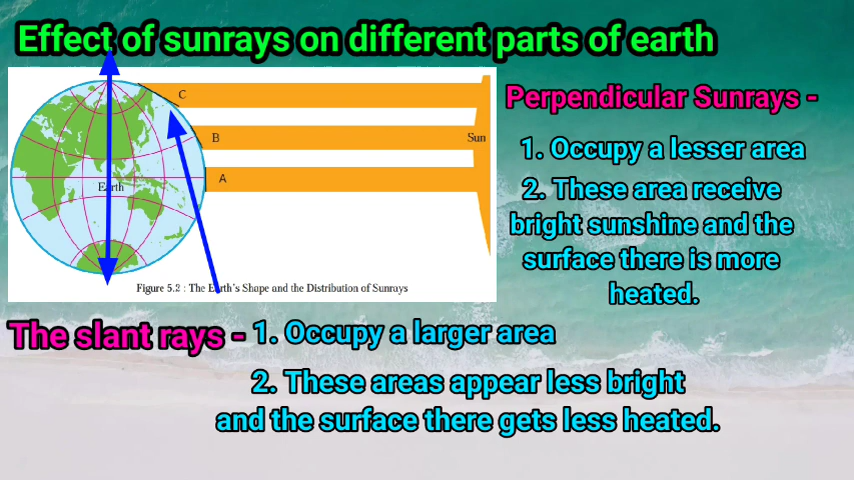 Effect of sunrays on different parts of earth
C
B
Sun
A
Earth
Figure 5.2 : The Earth's Shape and the Distribution of Sunrays
Perpendicular Sunrays -
1. Occupy a lesser area
2. These area receive
bright sunshine and the
surface there is more
heated.
The slant rays - 1. Occupy a larger area
2. These areas appear less bright
and the surface there gets less heated.